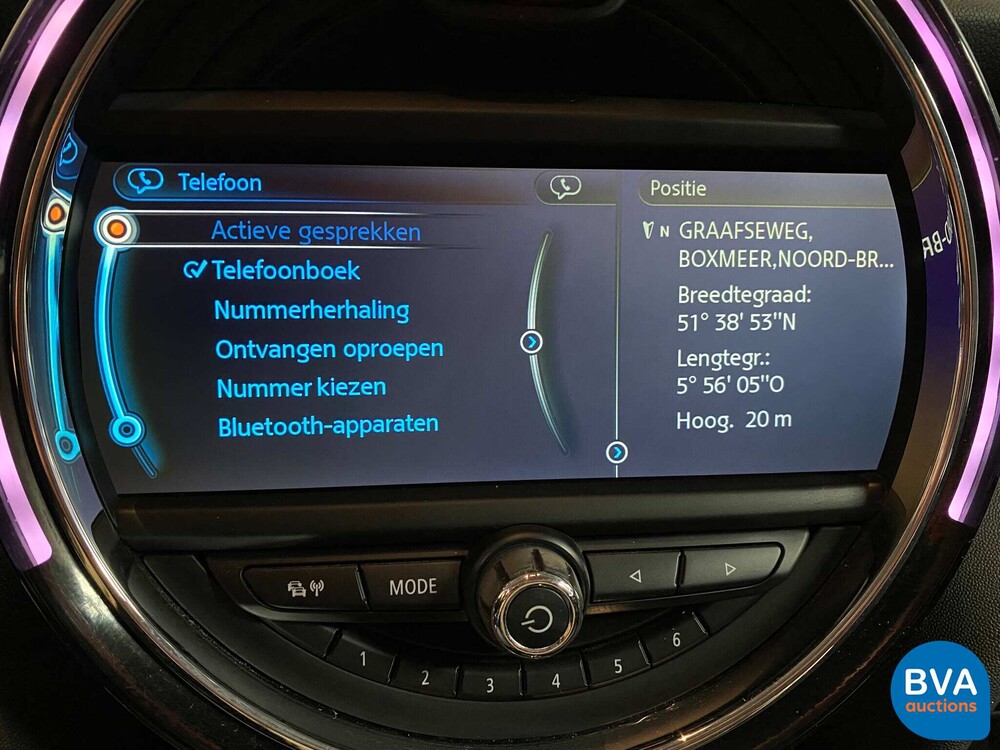 Telefoon
Actieve gesprekken
Telefoonboek
Nummerherhaling
Ontvangen oproepen
Nummer kiezen
Bluetooth-apparaten
Positie
N GRAAFSEWEG,
BOXMEER,NOORD-BR...
Breedtegraad:
51° 38' 53"N
Lengtegr.:
5° 56' 05"O
Hoog. 20 m
MODE
1 2 3 4 5 6
BVA
auctions